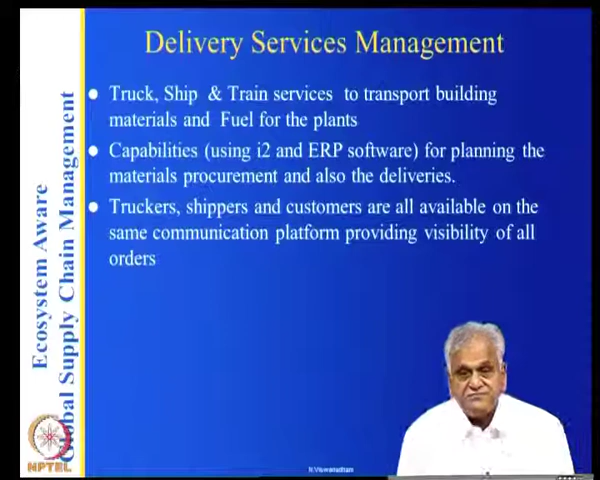 Delivery Services Management
Truck, Ship & Train services to transport building
materials and Fuel for the plants
Capabilities (using i2 and ERP software) for planning the
materials procurement and also the deliveries.
Truckers, shippers and customers are all available on the
same communication platform providing visibility of all
orders
Ecosystem Aware
Global Supply Chain Management
NPTEL
N.Viswanadham